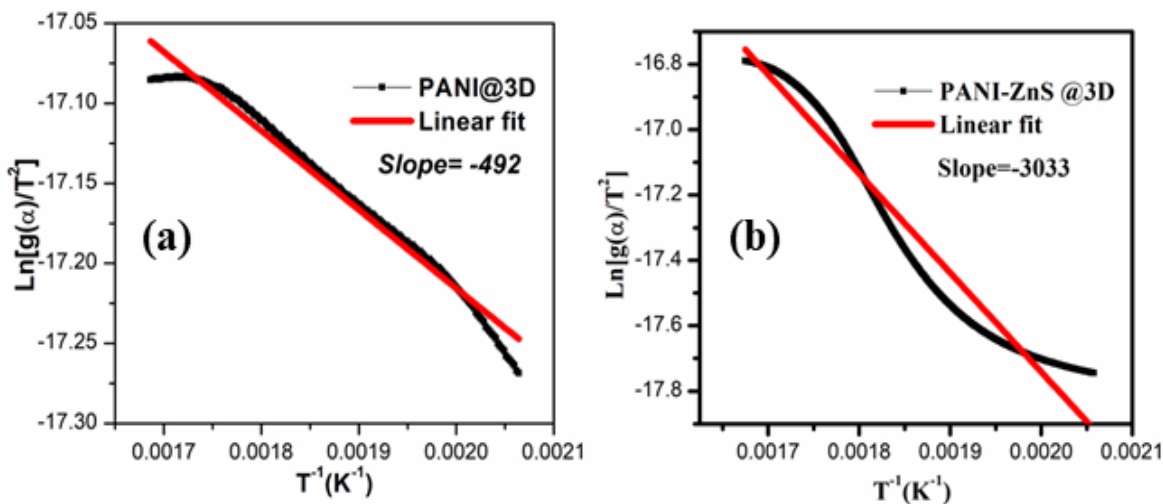 (a)
PANI@3D
Linear fit
Slope= -492
Ln[g(α)/T²]
-17.05
-17.10
-17.15
-17.20
-17.25
-17.30
0.0017 0.0018 0.0019 0.0020 0.0021
T⁻¹(K⁻¹)
(b)
PANI-ZnS @3D
Linear fit
Slope=-3033
Ln[g(α)/T²]
-16.8
-17.0
-17.2
-17.4
-17.6
-17.8
0.0017 0.0018 0.0019 0.0020 0.0021
T⁻¹(K⁻¹)